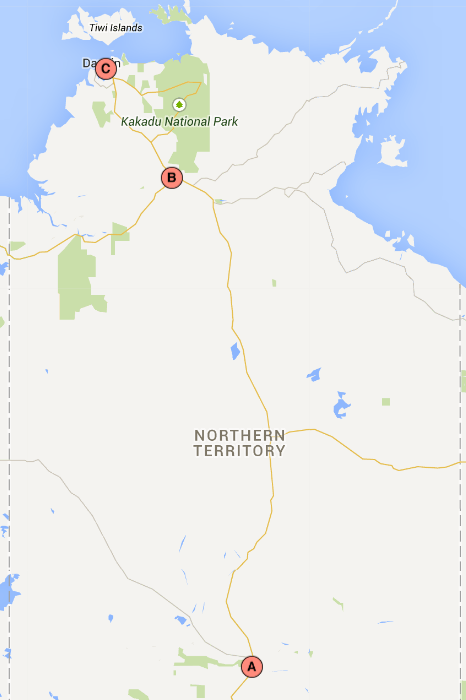 Tiwi Islands
C
Kakadu National Park
B
NORTHERN
TERRITORY
A